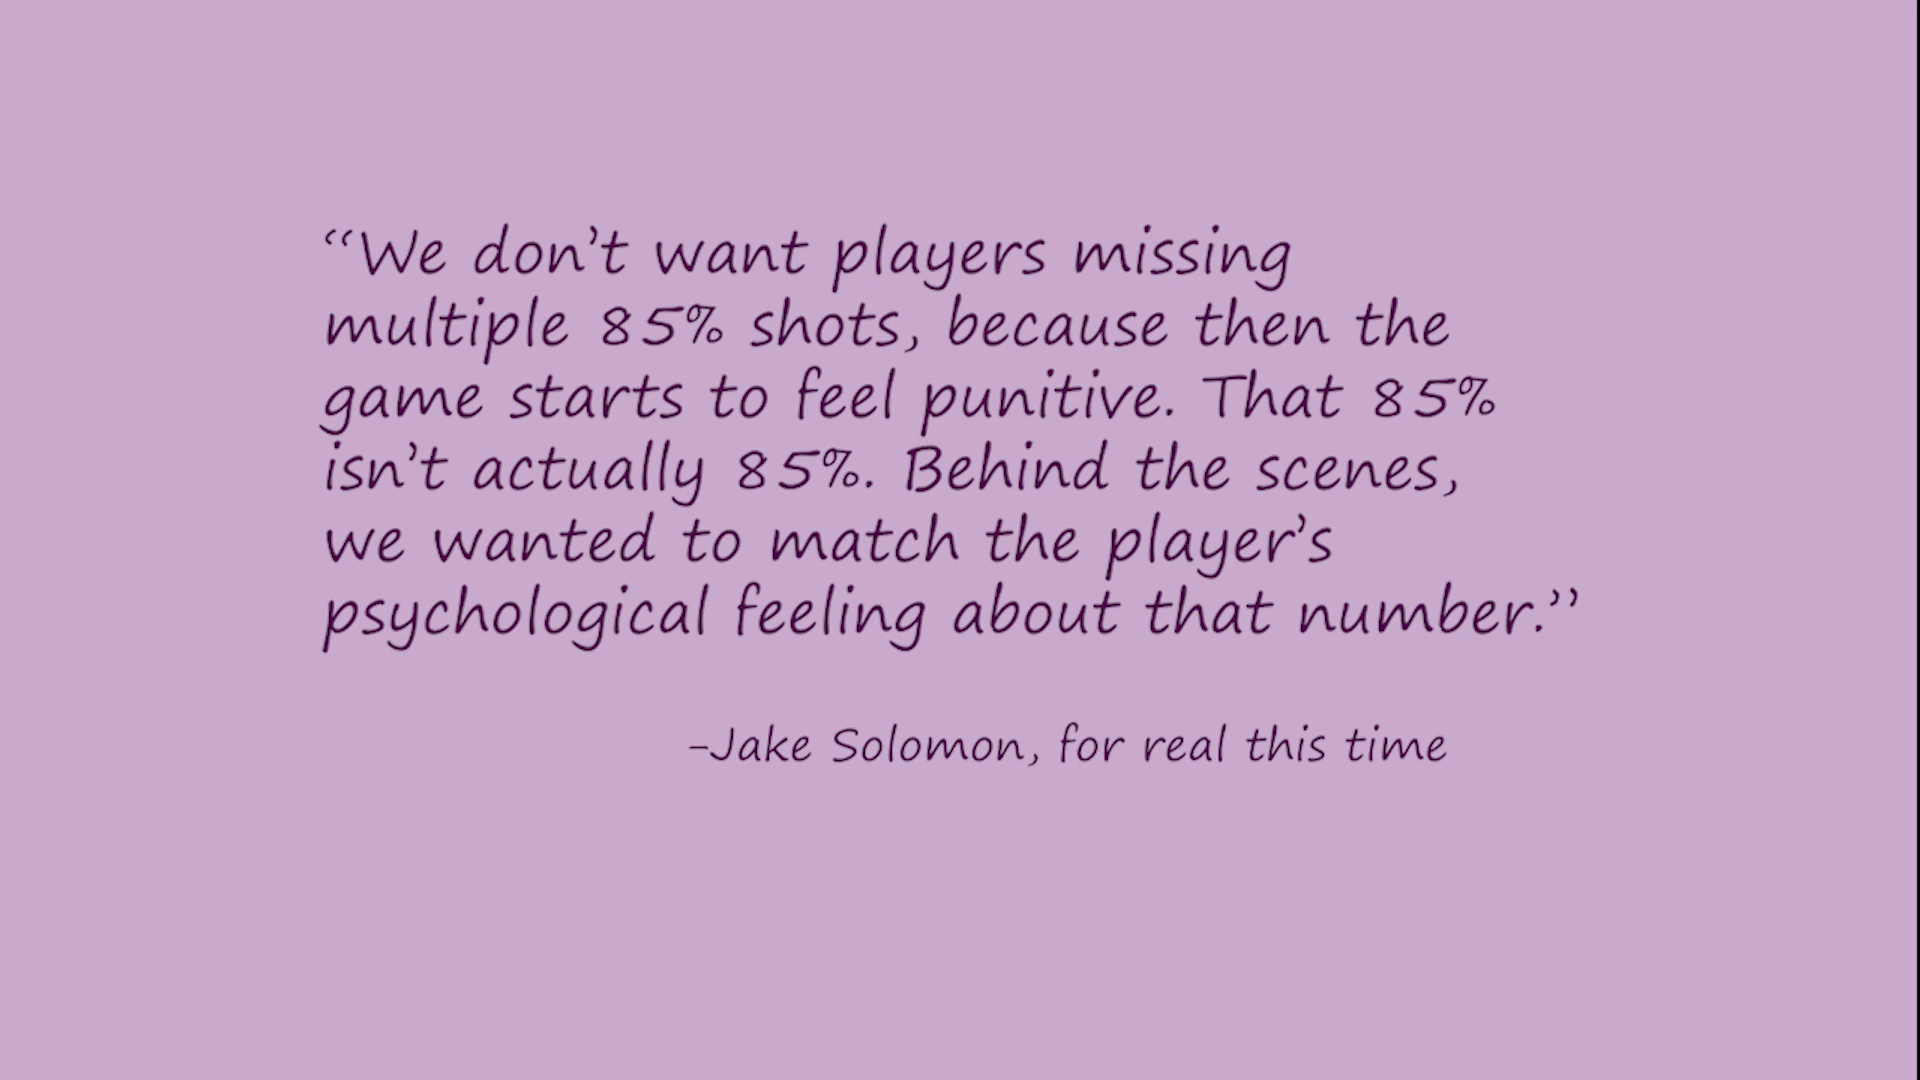 “We don’t want players missing
multiple 85% shots, because then the
game starts to feel punitive. That 85%
isn’t actually 85%. Behind the scenes,
we wanted to match the player’s
psychological feeling about that number.”
-Jake Solomon, for real this time